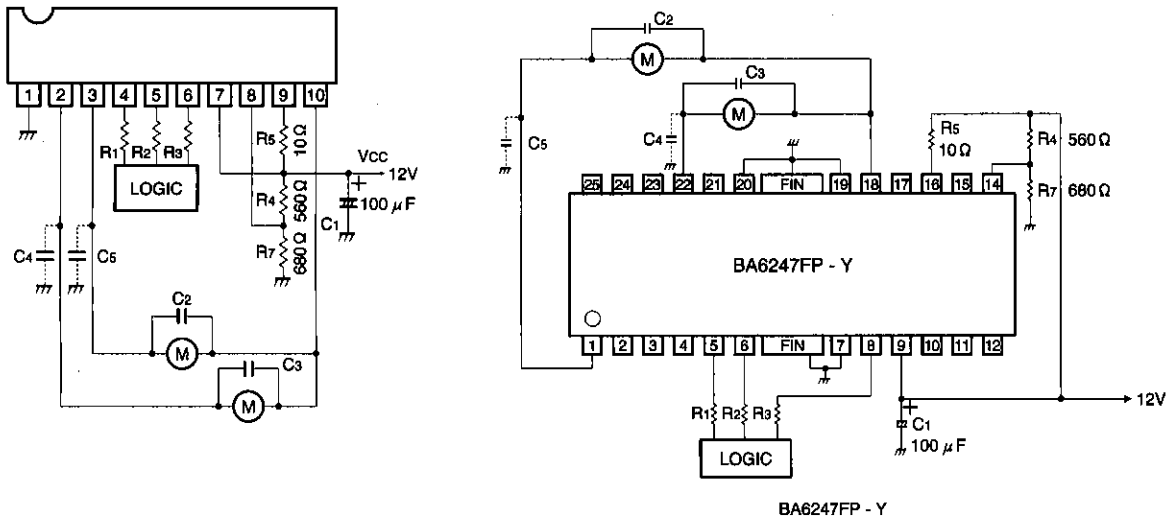 1 2 3 4 5 6 7 8 9 10
R1 R2 R3
LOGIC
R5
10Ω
VCC
12V
R4
560Ω
C1
100 μF
R7
680Ω
C4
C5
C2
M
C3
M
C2
M
C3
M
C5
C4
R5
10 Ω
R4
560 Ω
R7
680 Ω
25 24 23 22 21 20 FIN 19 18 17 16 15 14
BA6247FP - Y
1 2 3 4 5 6 FIN 7 8 9 10 11 12
R1 R2 R3
LOGIC
12V
C1
100 μF
BA6247FP - Y